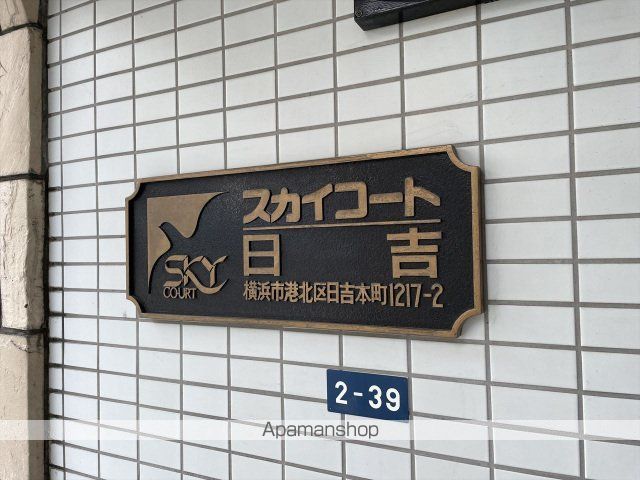 スカイコート
日吉
SKY
COURT
横浜市港北区日吉本町1217-2
2-39
Apamanshop